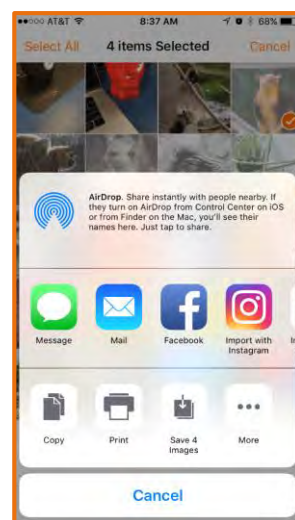 AT&T 8:37 AM 68%
Select All 4 items Selected Cancel
AirDrop. Share instantly with people nearby. If
they turn on AirDrop from Control Center on iOS
or from Finder on the Mac, you'll see their
names here. Just tap to share.
Message Mail Facebook Import with
Instagram
Copy Print Save 4
Images
More
Cancel